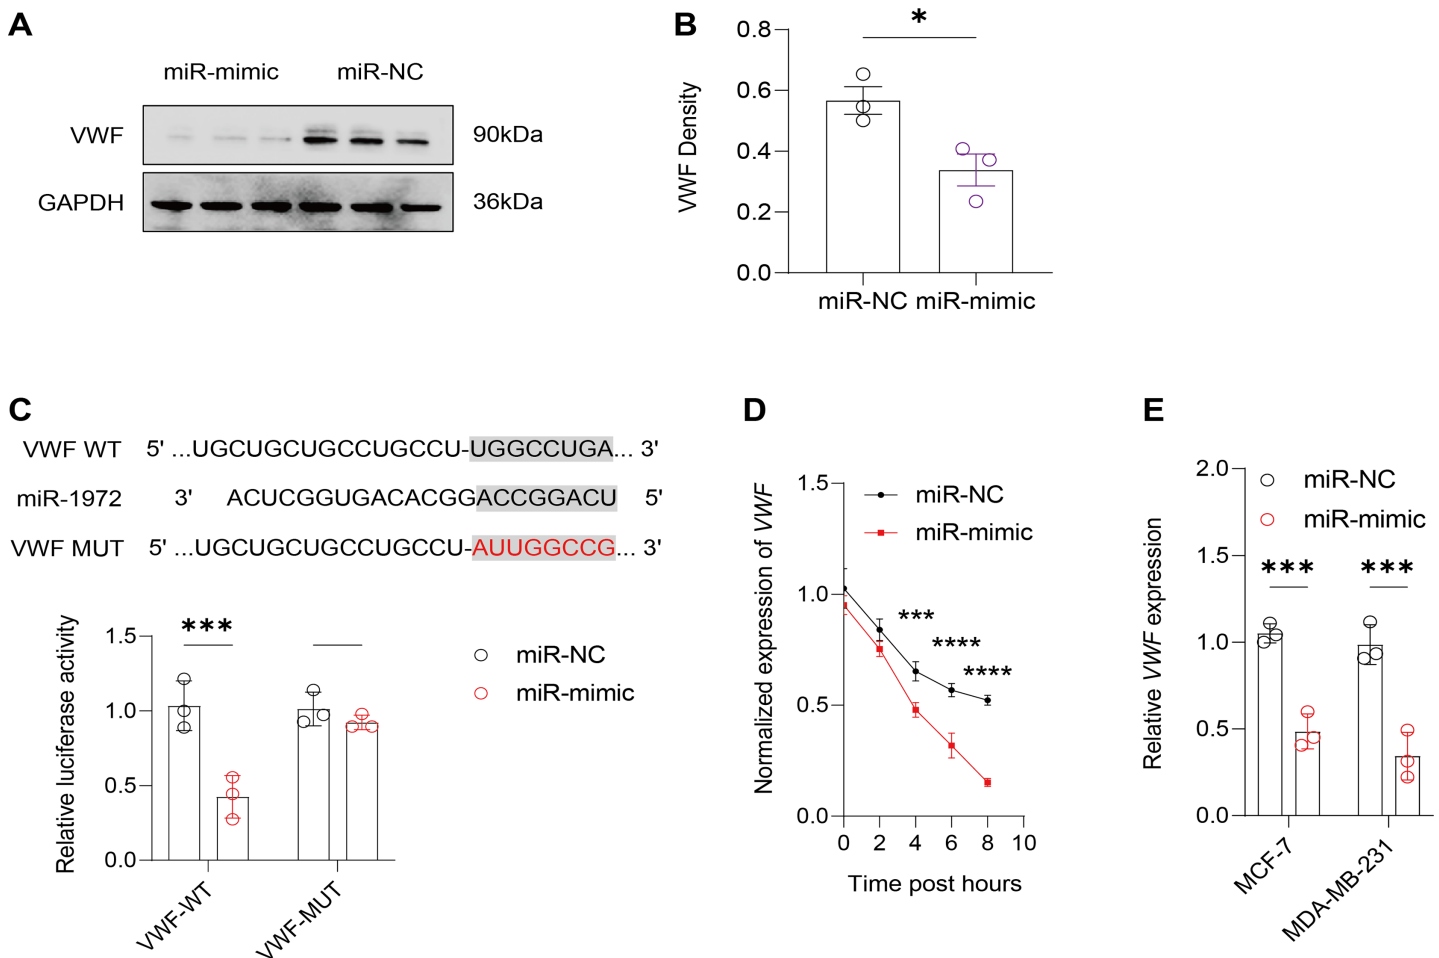 A
miR-mimic miR-NC
VWF 90kDa
GAPDH 36kDa
B
*
0.8
0.6
0.4
0.2
0.0
VWF Density
miR-NC miR-mimic
C
VWF WT 5' ...UGCUGCUGCCUGCCU-UGGCCUGA... 3'
miR-1972 3' ACUCGGUGACACGGACCGGACU 5'
VWF MUT 5' ...UGCUGCUGCCUGCCU-AUUGGCCG... 3'
Relative luciferase activity
1.5
1.0
0.5
0.0
***
miR-NC
miR-mimic
VWF-WT
VWF-MUT
D
Normalized expression of VWF
1.5
1.0
0.5
0.0
miR-NC
miR-mimic
***
****
****
0 2 4 6 8 10
Time post hours
E
Relative VWF expression
2.0
1.5
1.0
0.5
0.0
miR-NC
miR-mimic
*** ***
MCF-7
MDA-MB-231